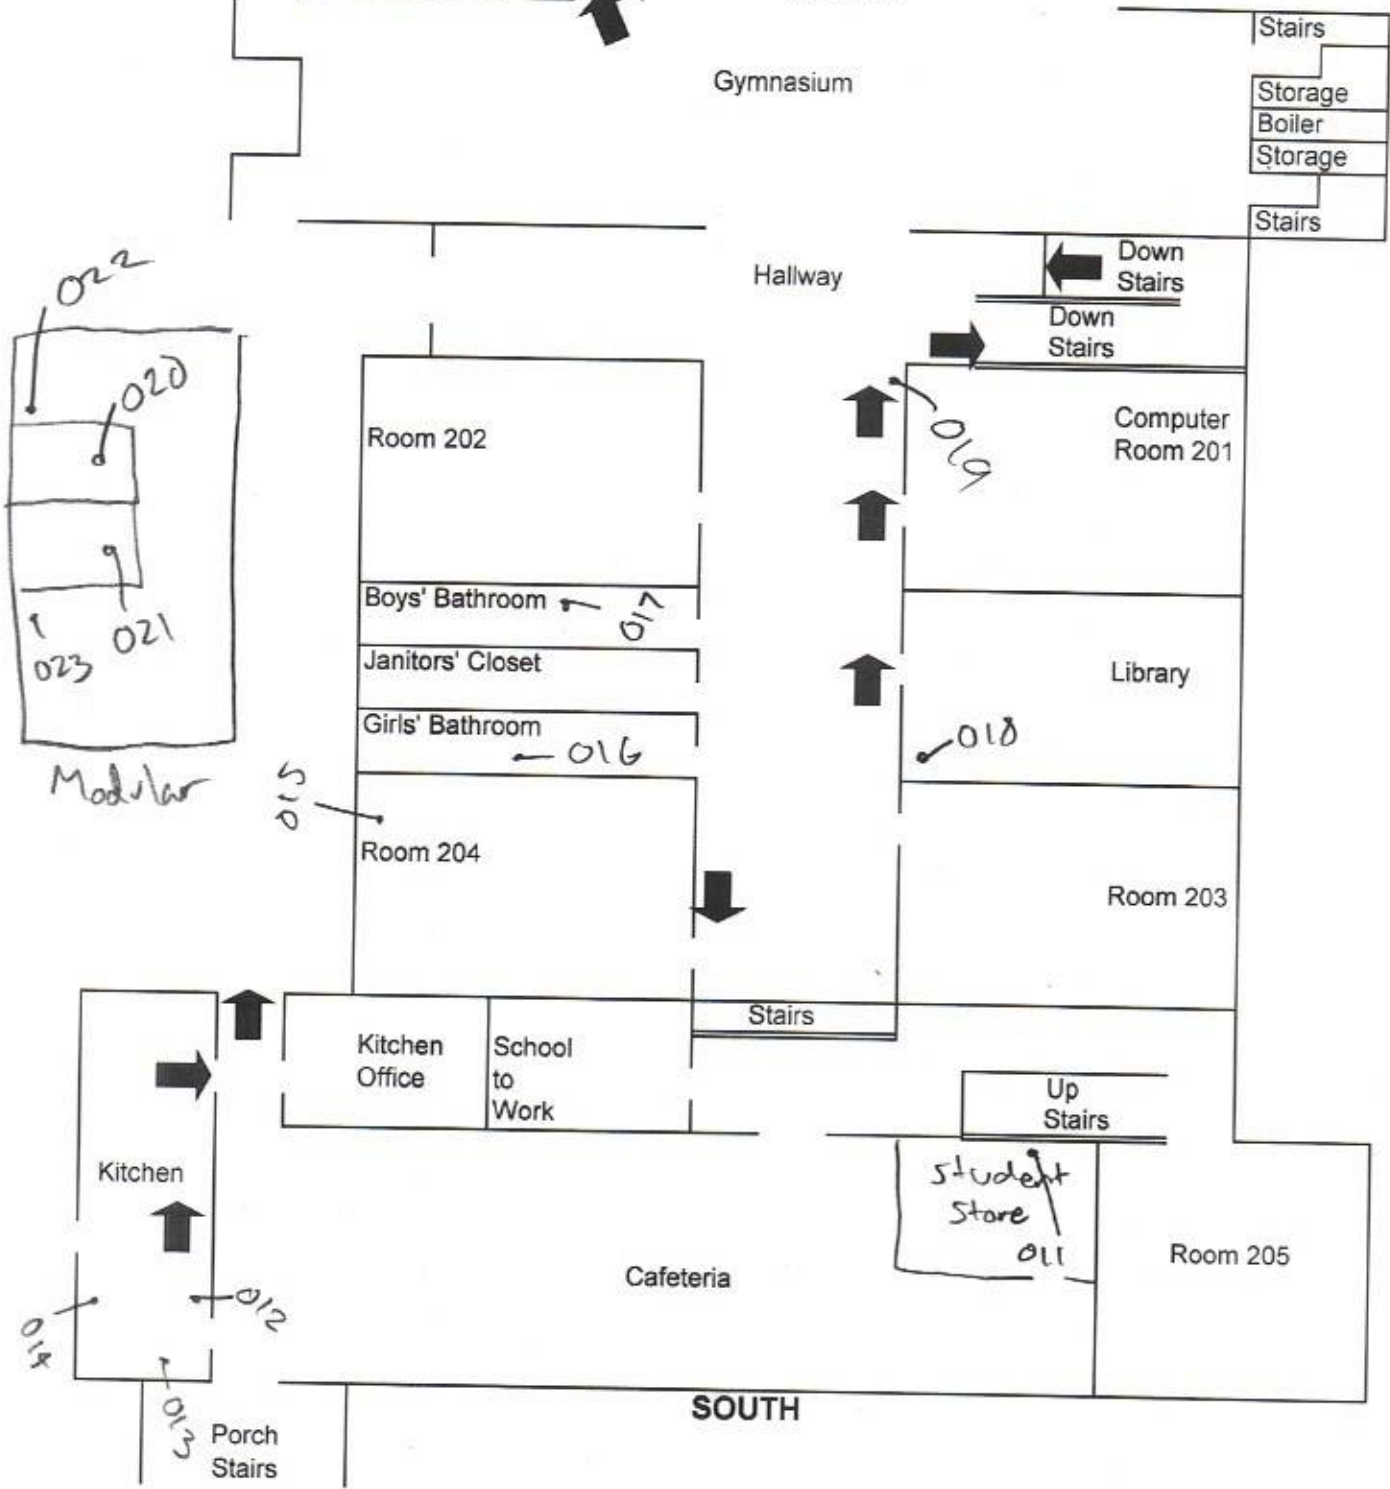 Stairs
Gymnasium
Storage
Boiler
Storage
Stairs
Down
Stairs
Hallway
Down
Stairs
022
020
Computer
Room 201
Room 202
019
Boys' Bathroom
017
021
023
Janitors' Closet
Library
Girls' Bathroom
016
018
Modular
015
Room 204
Room 203
Stairs
Kitchen
Office
School
to
Work
Up
Stairs
Kitchen
Student
Store
011
Room 205
Cafeteria
012
014
013
SOUTH
Porch
Stairs